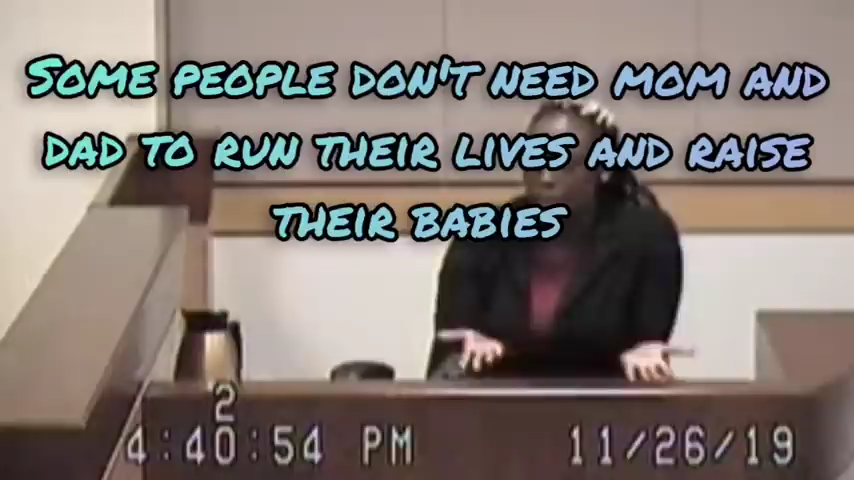 Some people don't need mom and
dad to run their lives and raise
their babies
2
4:40:54 PM 11/26/19